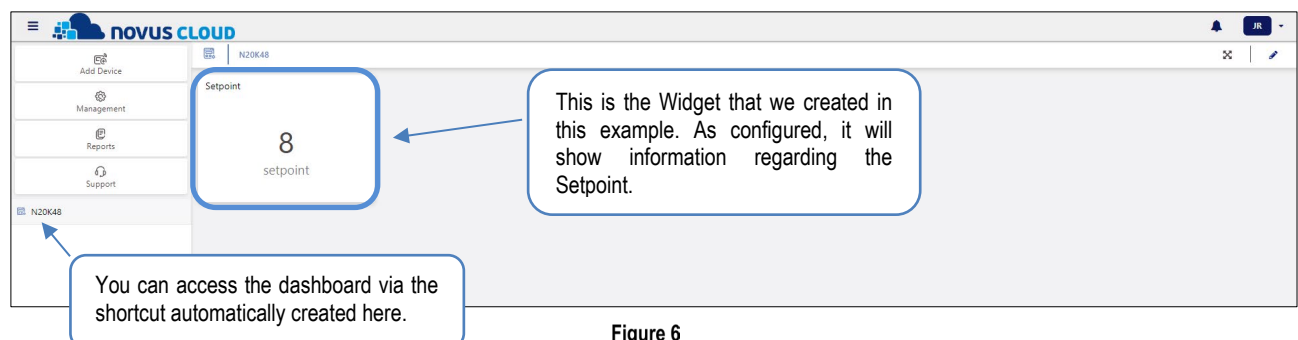 novus CLOUD
JR
Add Device
Management
Reports
Support
N20K48
N20K48
Setpoint
8
setpoint
This is the Widget that we created in
this example. As configured, it will
show information regarding the
Setpoint.
You can access the dashboard via the
shortcut automatically created here.
Figure 6